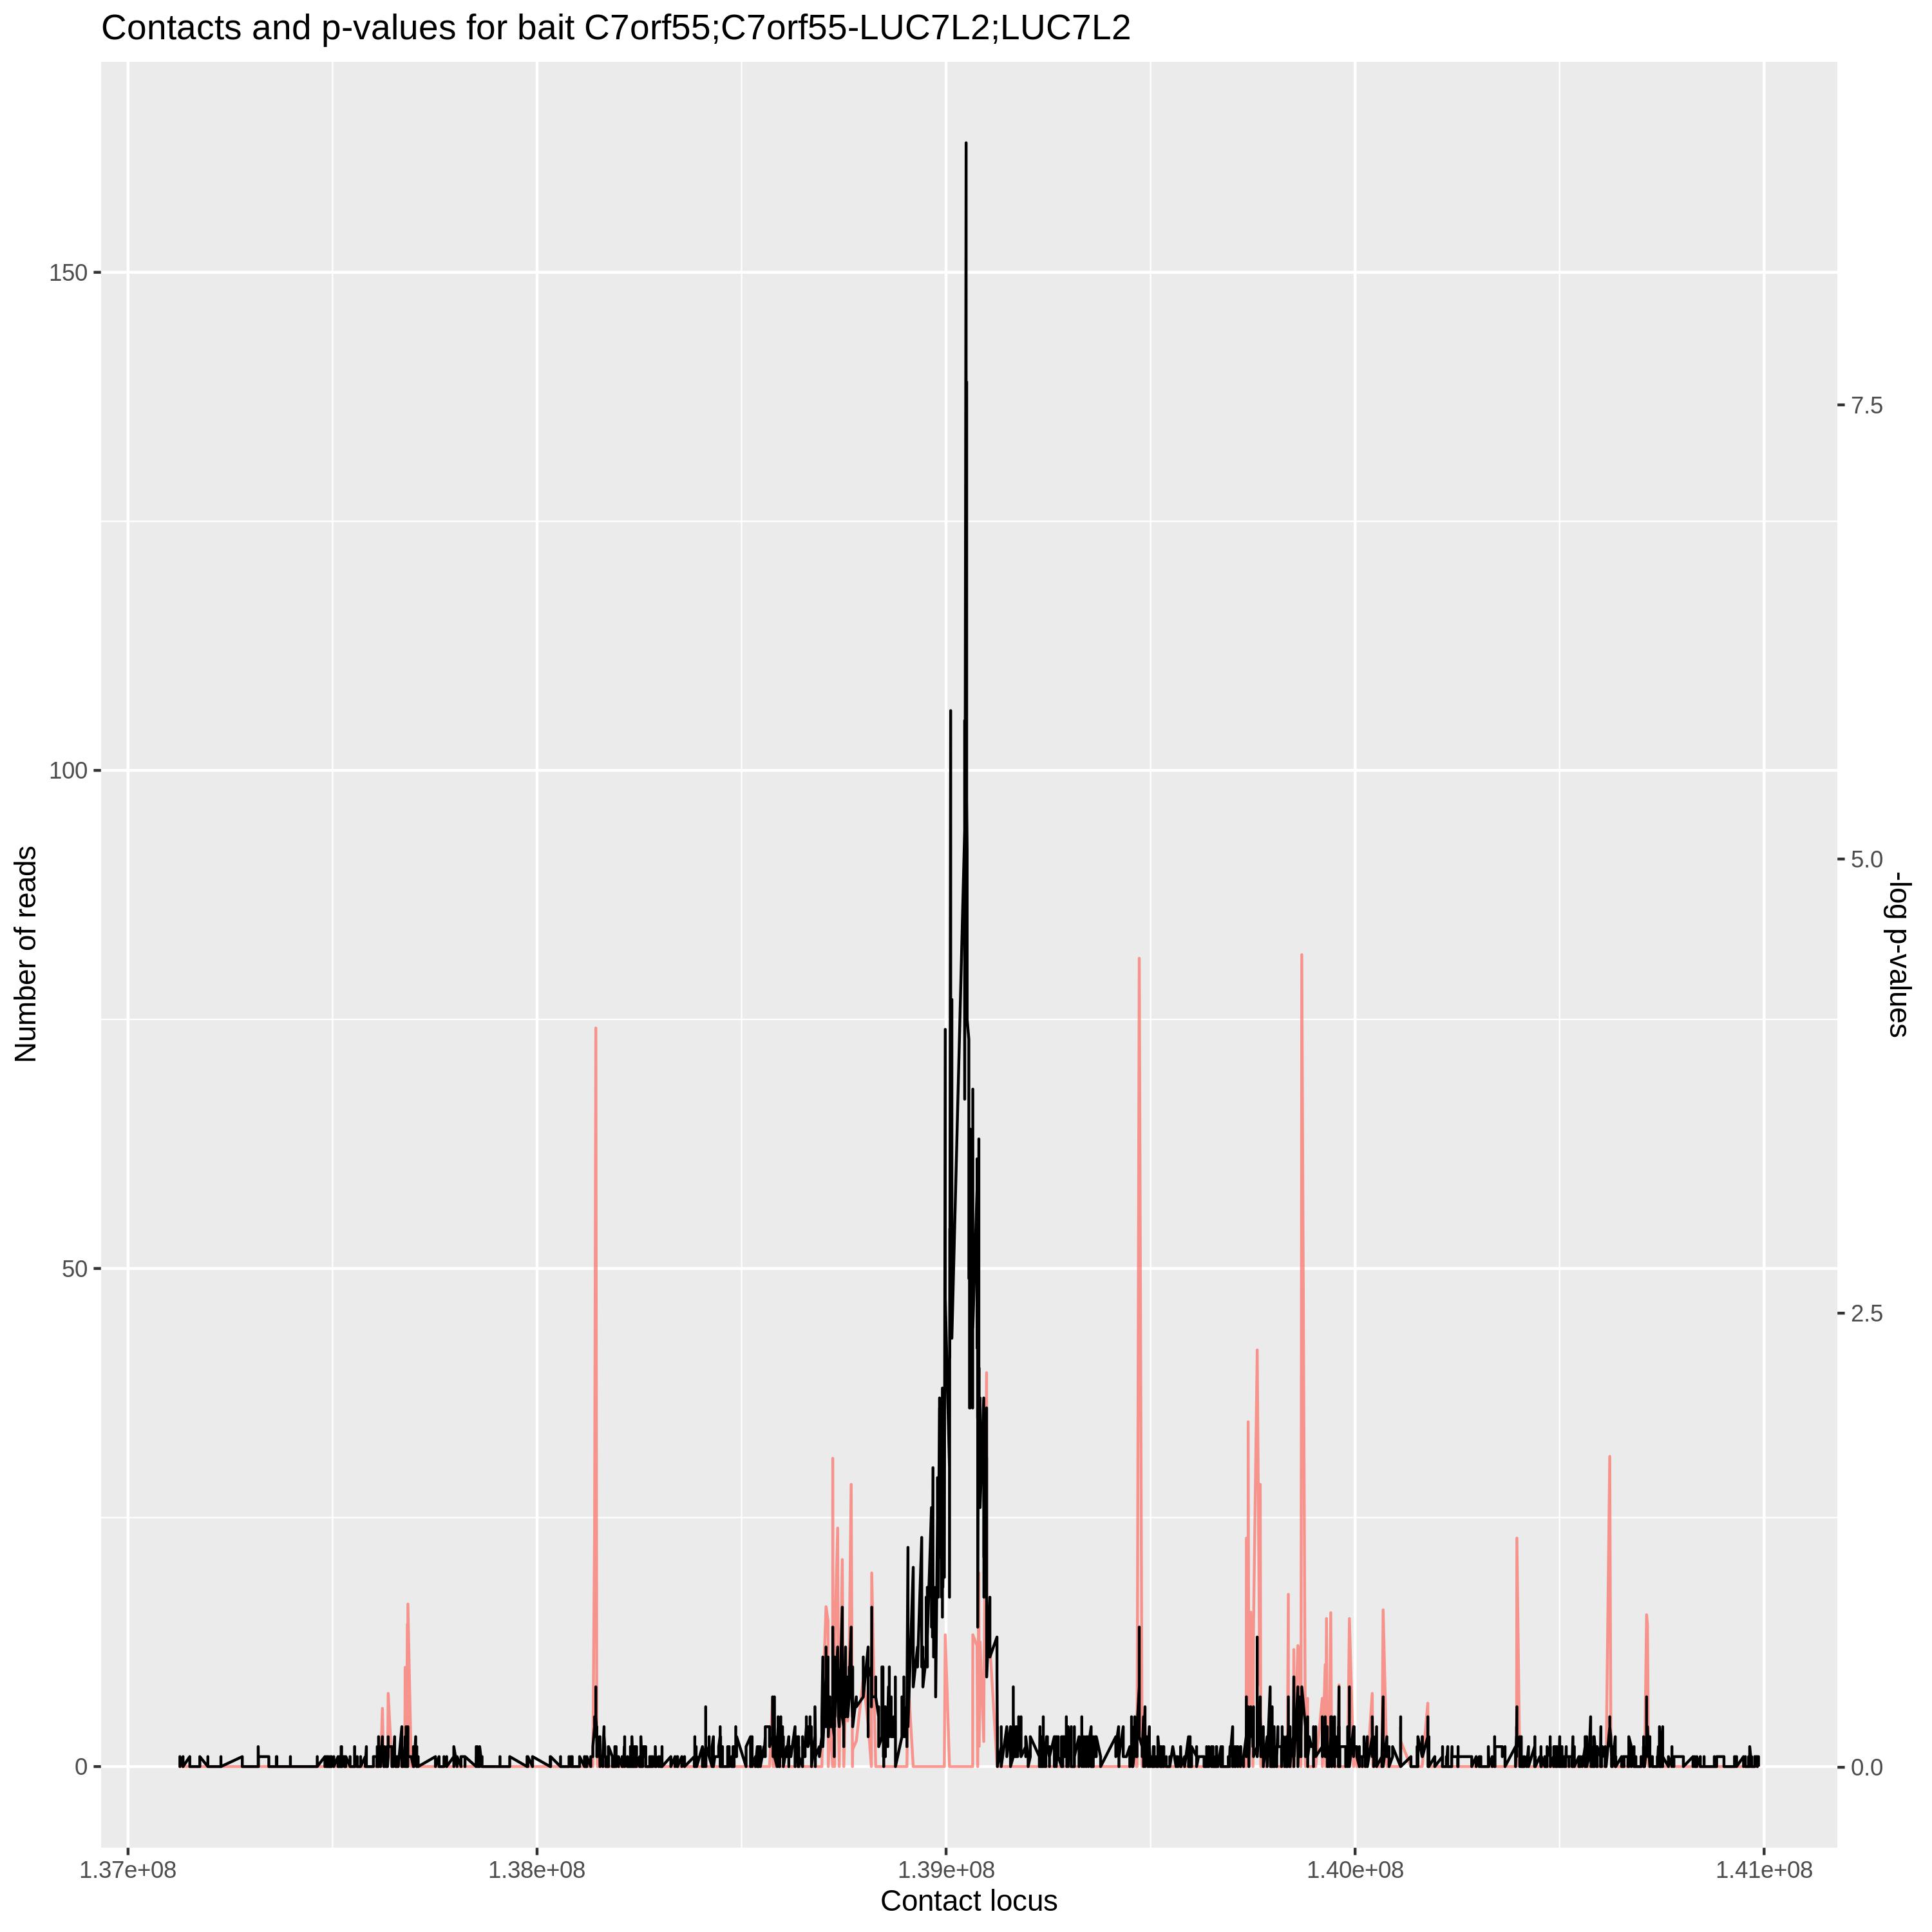 Contacts and p-values for bait C7orf55;C7orf55-LUC7L2;LUC7L2
150
100
50
0
Number of reads
7.5
5.0
2.5
0.0
-log p-values
1.37e+08
1.38e+08
1.39e+08
1.40e+08
1.41e+08
Contact locus